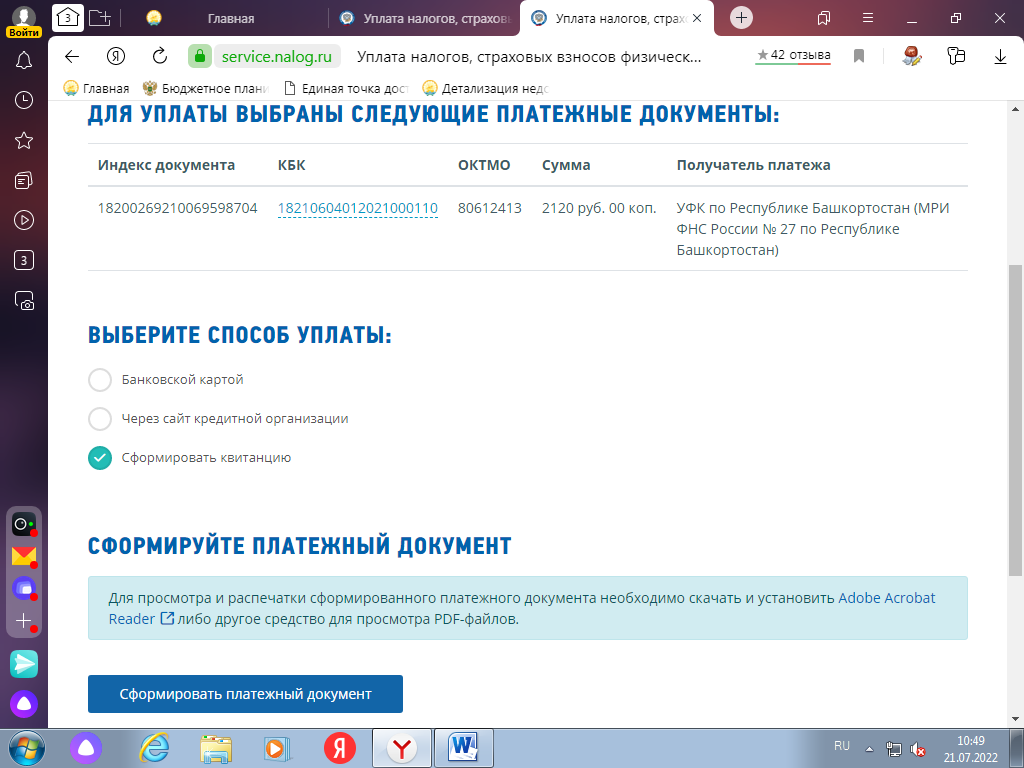 Главная
Уплата налогов, страховы
Уплата налогов, страх
Войти
service.nalog.ru
Уплата налогов, страховых взносов физическ...
★ 42 отзыва
Главная
Бюджетное плани
Единая точка дост
Детализация недо
ДЛЯ УПЛАТЫ ВЫБРАНЫ СЛЕДУЮЩИЕ ПЛАТЕЖНЫЕ ДОКУМЕНТЫ:
Индекс документа КБК ОКТМО Сумма Получатель платежа
18200269210069598704 18210604012021000110 80612413 2120 руб. 00 коп. УФК по Республике Башкортостан (МРИ
ФНС России № 27 по Республике
Башкортостан)
3
ВЫБЕРИТЕ СПОСОБ УПЛАТЫ:
Банковской картой
Через сайт кредитной организации
Сформировать квитанцию
СФОРМИРУЙТЕ ПЛАТЕЖНЫЙ ДОКУМЕНТ
Для просмотра и распечатки сформированного платежного документа необходимо скачать и установить Adobe Acrobat
Reader либо другое средство для просмотра PDF-файлов.
Сформировать платежный документ
RU
10:49
21.07.2022